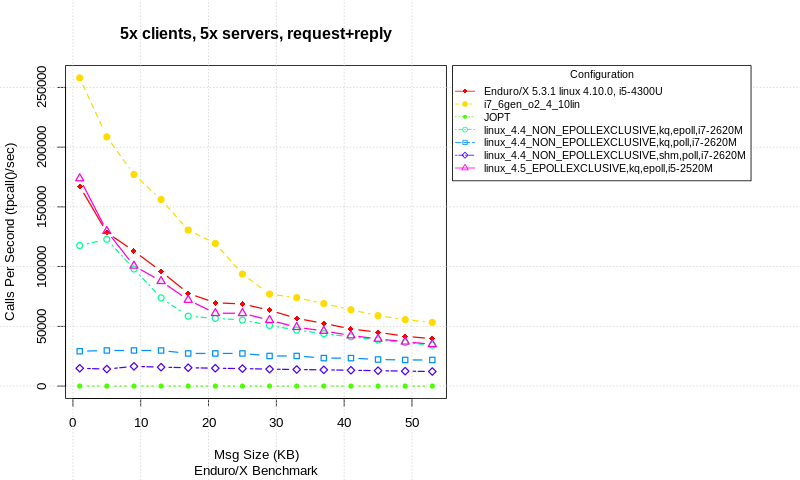 5x clients, 5x servers, request+reply
Calls Per Second (tpcall()/sec)
250000
200000
150000
100000
50000
0
0 10 20 30 40 50
Msg Size (KB)
Enduro/X Benchmark
Configuration
Enduro/X 5.3.1 linux 4.10.0, i5-4300U
i7_6gen_o2_4_10lin
JOPT
linux_4.4_NON_EPOLLEXCLUSIVE,kq,epoll,i7-2620M
linux_4.4_NON_EPOLLEXCLUSIVE,kq,poll,i7-2620M
linux_4.4_NON_EPOLLEXCLUSIVE,shm,poll,i7-2620M
linux_4.5_EPOLLEXCLUSIVE,kq,epoll,i5-2520M